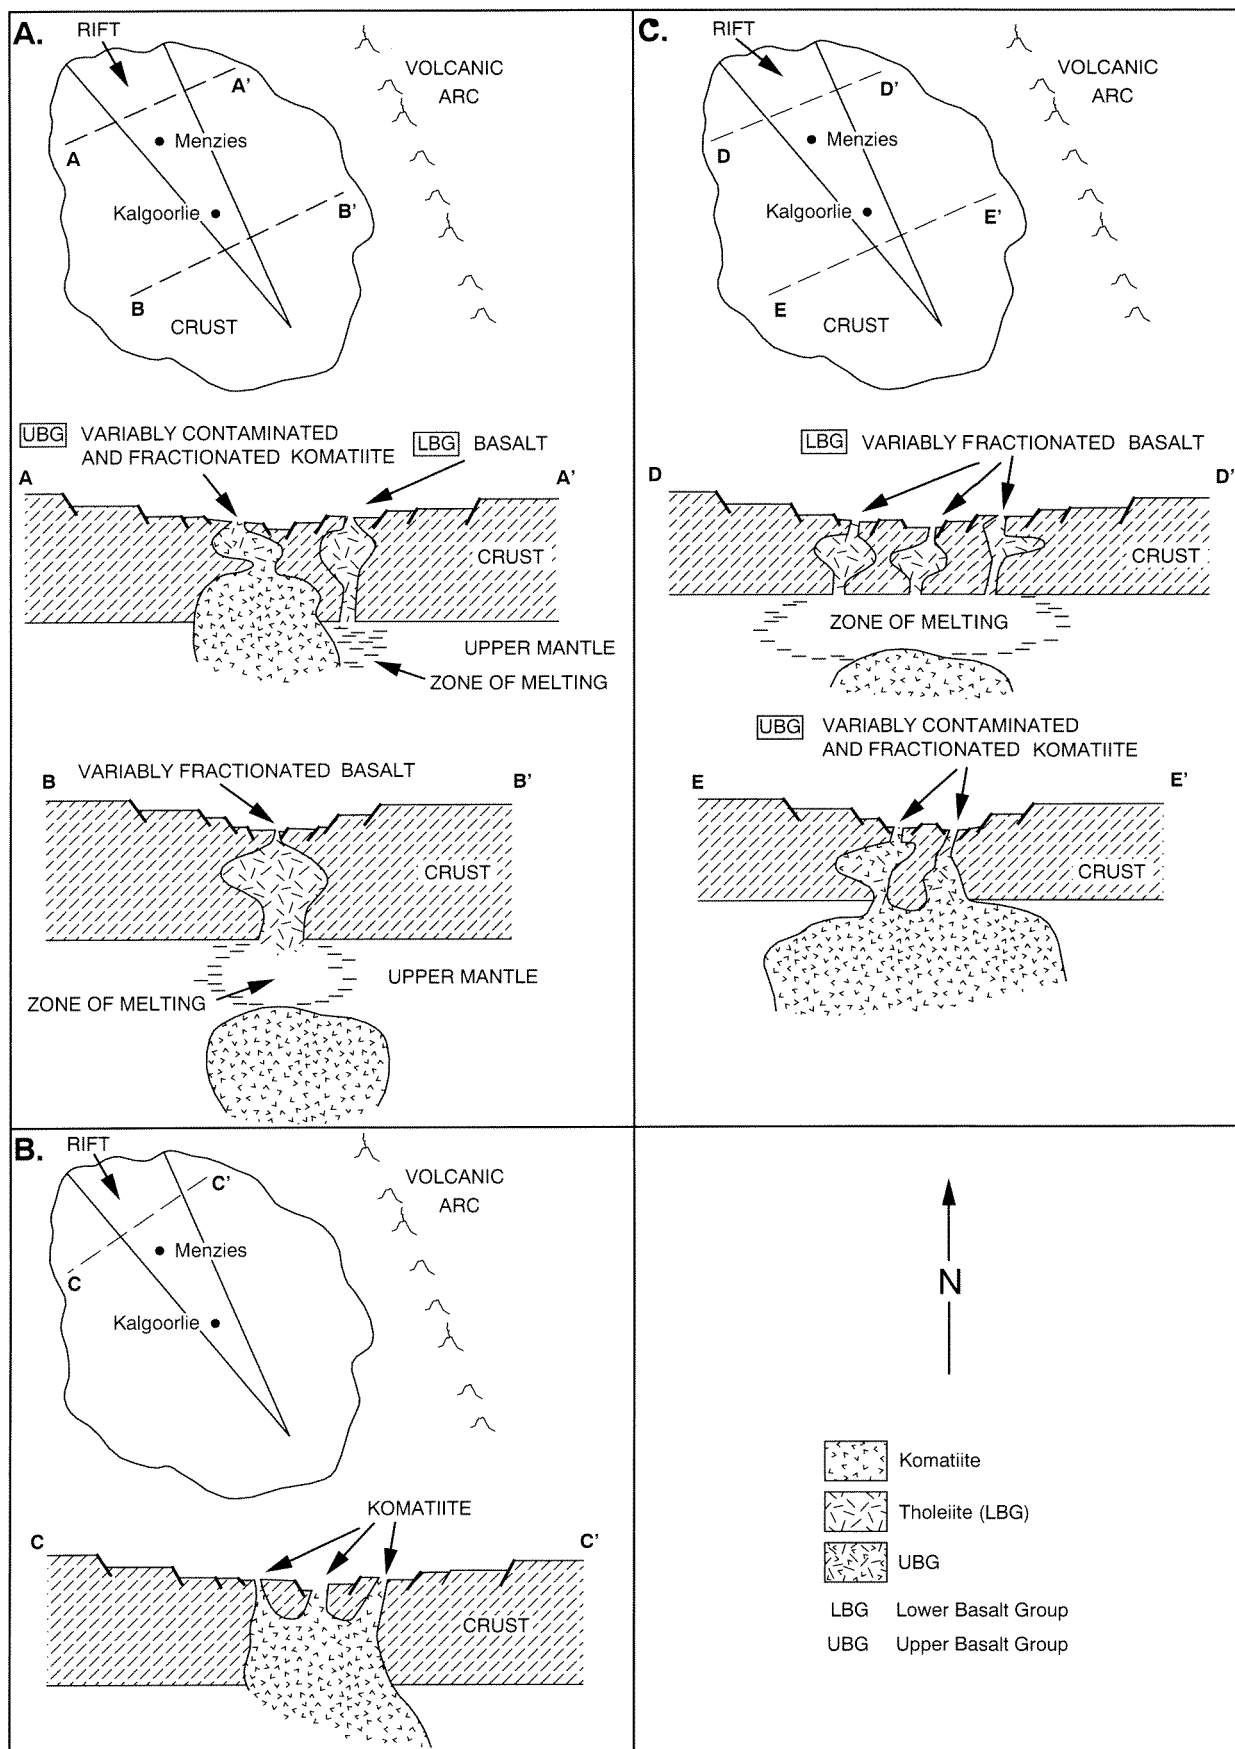 A.
RIFT
VOLCANIC
ARC
A'
A
Menzies
Kalgoorlie
B'
B
CRUST
UBG VARIABLY CONTAMINATED
AND FRACTIONATED KOMATIITE
LBG BASALT
A
A'
CRUST
UPPER MANTLE
ZONE OF MELTING
VARIABLY FRACTIONATED BASALT
B
B'
CRUST
UPPER MANTLE
ZONE OF MELTING
B.
RIFT
VOLCANIC
ARC
C'
C
Menzies
Kalgoorlie
KOMATIITE
C
C'
CRUST
C.
RIFT
VOLCANIC
ARC
D'
D
Menzies
Kalgoorlie
E'
E
CRUST
LBG VARIABLY FRACTIONATED BASALT
D
D'
CRUST
ZONE OF MELTING
UBG VARIABLY CONTAMINATED
AND FRACTIONATED KOMATIITE
E
E'
CRUST
N
Komatiite
Tholeiite (LBG)
UBG
LBG Lower Basalt Group
UBG Upper Basalt Group